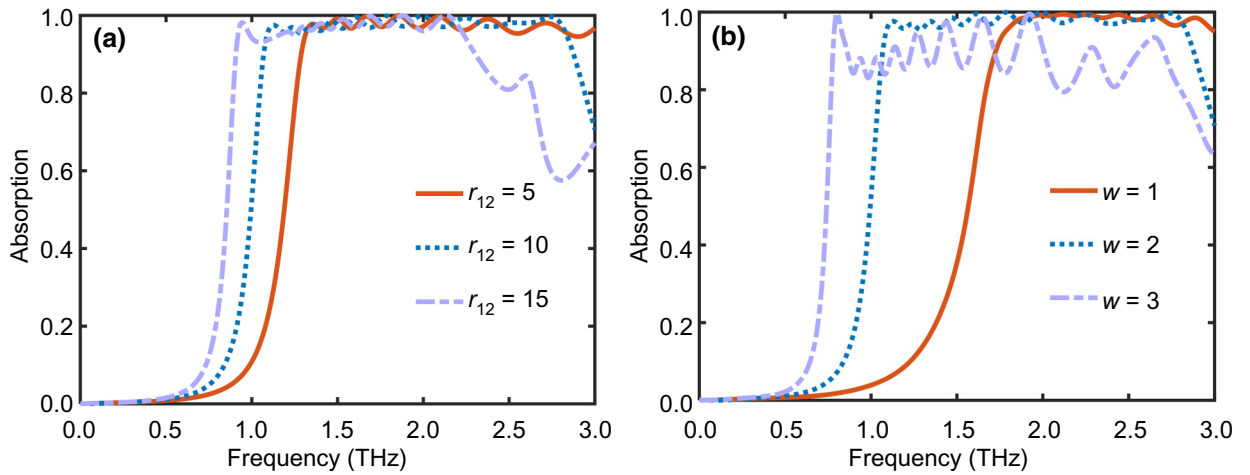 (a)
Absorption
1.0
0.8
0.6
0.4
0.2
0.0
r₁₂ = 5
r₁₂ = 10
r₁₂ = 15
0.0 0.5 1.0 1.5 2.0 2.5 3.0
Frequency (THz)
(b)
Absorption
1.0
0.8
0.6
0.4
0.2
0.0
w = 1
w = 2
w = 3
0.0 0.5 1.0 1.5 2.0 2.5 3.0
Frequency (THz)